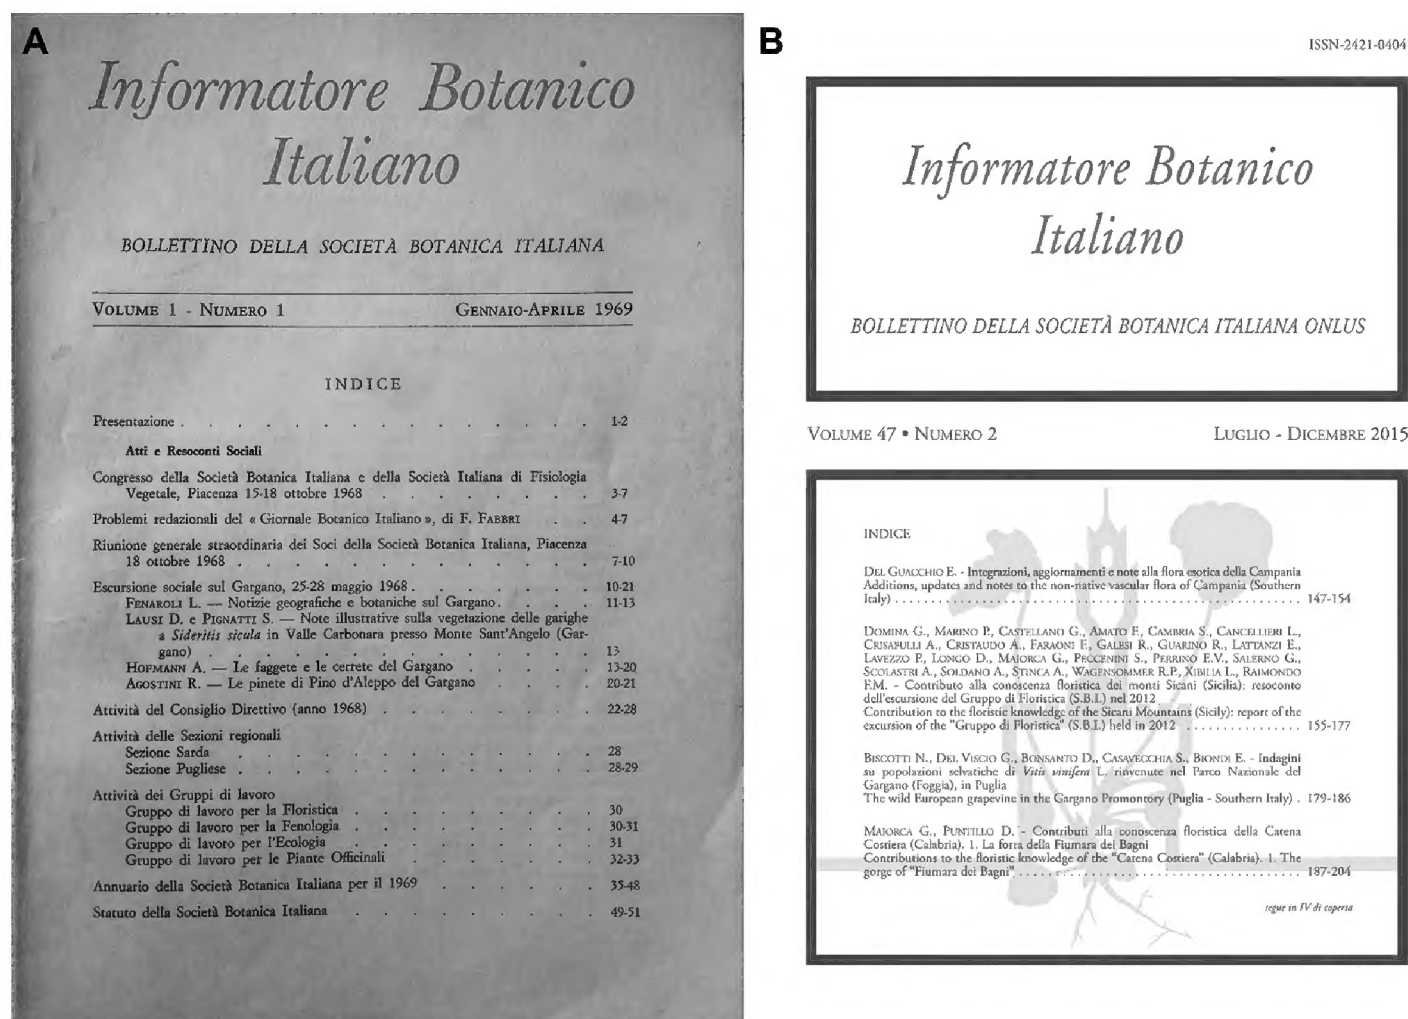 A
Informatore Botanico
Italiano
BOLLETTINO DELLA SOCIETÀ BOTANICA ITALIANA
VOLUME 1 - NUMERO 1 GENNAIO-APRILE 1969
INDICE
Presentazione . . . . . . . . . . . . . . . 1-2
Atti e Resoconti Sociali
Congresso della Società Botanica Italiana e della Società Italiana di Fisiologia
Vegetale, Piacenza 15-18 ottobre 1968 . . . . . . . . 3-7
Problemi redazionali del « Giornale Botanico Italiano », di F. FABBRI . . 4-7
Riunione generale straordinaria dei Soci della Società Botanica Italiana, Piacenza
18 ottobre 1968 . . . . . . . . . . . . . 7-10
Escursione sociale sul Gargano, 25-28 maggio 1968 . . . . . . . 10-21
FENAROLI L. — Notizie geografiche e botaniche sul Gargano . . . . 11-13
LAUSI D. e PIGNATTI S. — Note illustrative sulla vegetazione delle garighe
a Sideritis sicula in Valle Carbonara presso Monte Sant'Angelo (Gar-
gano) . . . . . . . . . . . . . . 13
HOFMANN A. — Le faggete e le cerrete del Gargano . . . . . 13-20
AGOSTINI R. — Le pinete di Pino d'Aleppo del Gargano . . . . 20-21
Attività del Consiglio Direttivo (anno 1968) . . . . . . . . 22-28
Attività delle Sezioni regionali
Sezione Sarda . . . . . . . . . . . . . . 28
Sezione Pugliese . . . . . . . . . . . . . 28-29
Attività dei Gruppi di lavoro
Gruppo di lavoro per la Floristica . . . . . . . . . 30
Gruppo di lavoro per la Fenologia . . . . . . . . . 30-31
Gruppo di lavoro per l'Ecologia . . . . . . . . . . 31
Gruppo di lavoro per le Piante Officinali . . . . . . . 32-33
Annuario della Società Botanica Italiana per il 1969 . . . . . . 35-48
Statuto della Società Botanica Italiana . . . . . . . . . 49-51
B
ISSN-2421-0404
Informatore Botanico
Italiano
BOLLETTINO DELLA SOCIETÀ BOTANICA ITALIANA ONLUS
VOLUME 47 • NUMERO 2 LUGLIO - DICEMBRE 2015
INDICE
DEL GUACCHIO E. - Integrazioni, aggiornamenti e note alla flora esotica della Campania
Additions, updates and notes to the non-native vascular flora of Campania (Southern
Italy) . . . . . . . . . . . . . . . . . . . . 147-154
DOMINA G., MARINO P., CASTELLANO G., AMATO F., CAMBRIA S., CANCELLIERI L.,
CRISAFULLI A., CRISTAUDO A., FARAONI F., GALESI R., GUARINO R., LATTANZI E.,
LAVEZZO P., LONGO D., MAIORCA G., PECCENINI S., PERRINO E.V., SALERNO G.,
SCOLASTRI A., SOLDANO A., STINCA A., WAGENSOMMER R.P., XIBILIA L., RAIMONDO
F.M. - Contributo alla conoscenza floristica dei monti Sicani (Sicilia): resoconto
dell'escursione del Gruppo di Floristica (S.B.I.) nel 2012
Contribution to the floristic knowledge of the Sicani Mountains (Sicily): report of the
excursion of the "Gruppo di Floristica" (S.B.I.) held in 2012 . . . . . . . . . . 155-177
BISCOTTI N., DEL VISCIO G., BONSANTO D., CASAVECCHIA S., BIONDI E. - Indagini
su popolazioni selvatiche di Vitis vinifera L. rinvenute nel Parco Nazionale del
Gargano (Foggia), in Puglia
The wild European grapevine in the Gargano Promontory (Puglia - Southern Italy) . 179-186
MAIORCA G., PUNTILLO D. - Contributi alla conoscenza floristica della Catena
Costiera (Calabria). 1. La forra della Fiumara dei Bagni
Contributions to the floristic knowledge of the "Catena Costiera" (Calabria). 1. The
gorge of "Fiumara dei Bagni" . . . . . . . . . . . . . . . . . . . . 187-204
segue in IV di copersa